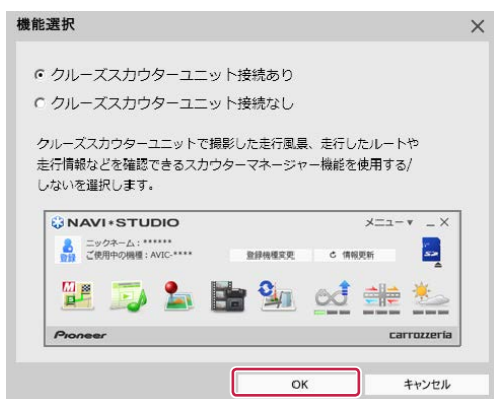 機能選択
クルーズスカウターユニット接続あり
クルーズスカウターユニット接続なし
クルーズスカウターユニットで撮影した走行風景、走行したルートや
走行情報などを確認できるスカウターマネージャー機能を使用する/
しないを選択します。
NAVI*STUDIO
メニュー
登録
ニックネーム:******
ご使用中の機種:AVIC-****
登録機種変更
情報更新
Pioneer
carrozzeria
OK
キャンセル